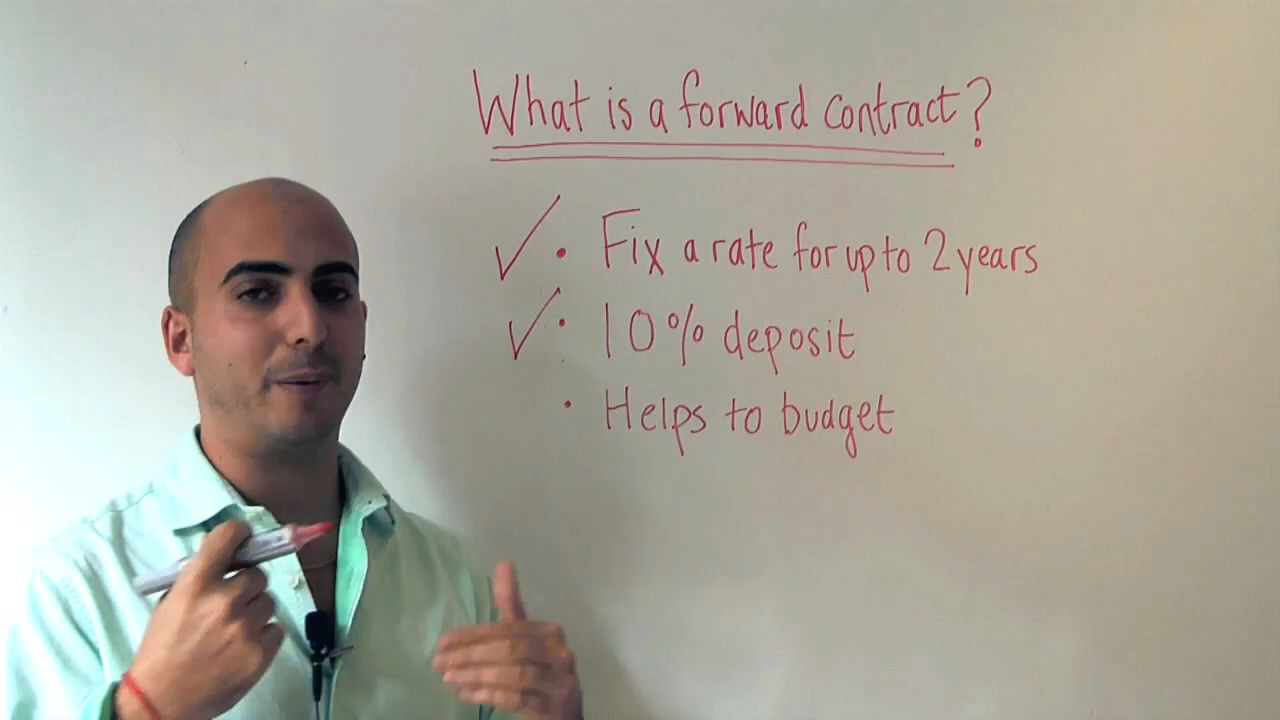 What is a forward contract?
✓ • Fix a rate for up to 2 years
✓ • 10% deposit
• Helps to budget